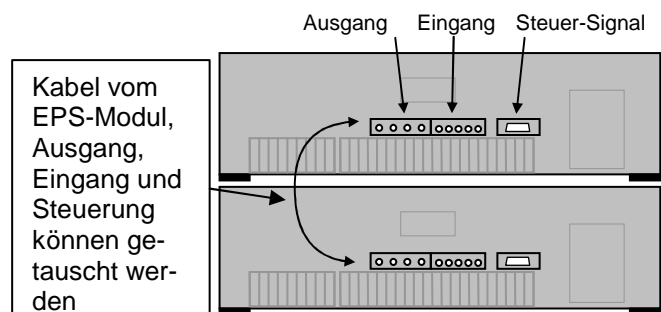 Ausgang Eingang Steuer-Signal
Kabel vom
EPS-Modul,
Ausgang,
Eingang und
Steuerung
können ge-
tauscht wer-
den